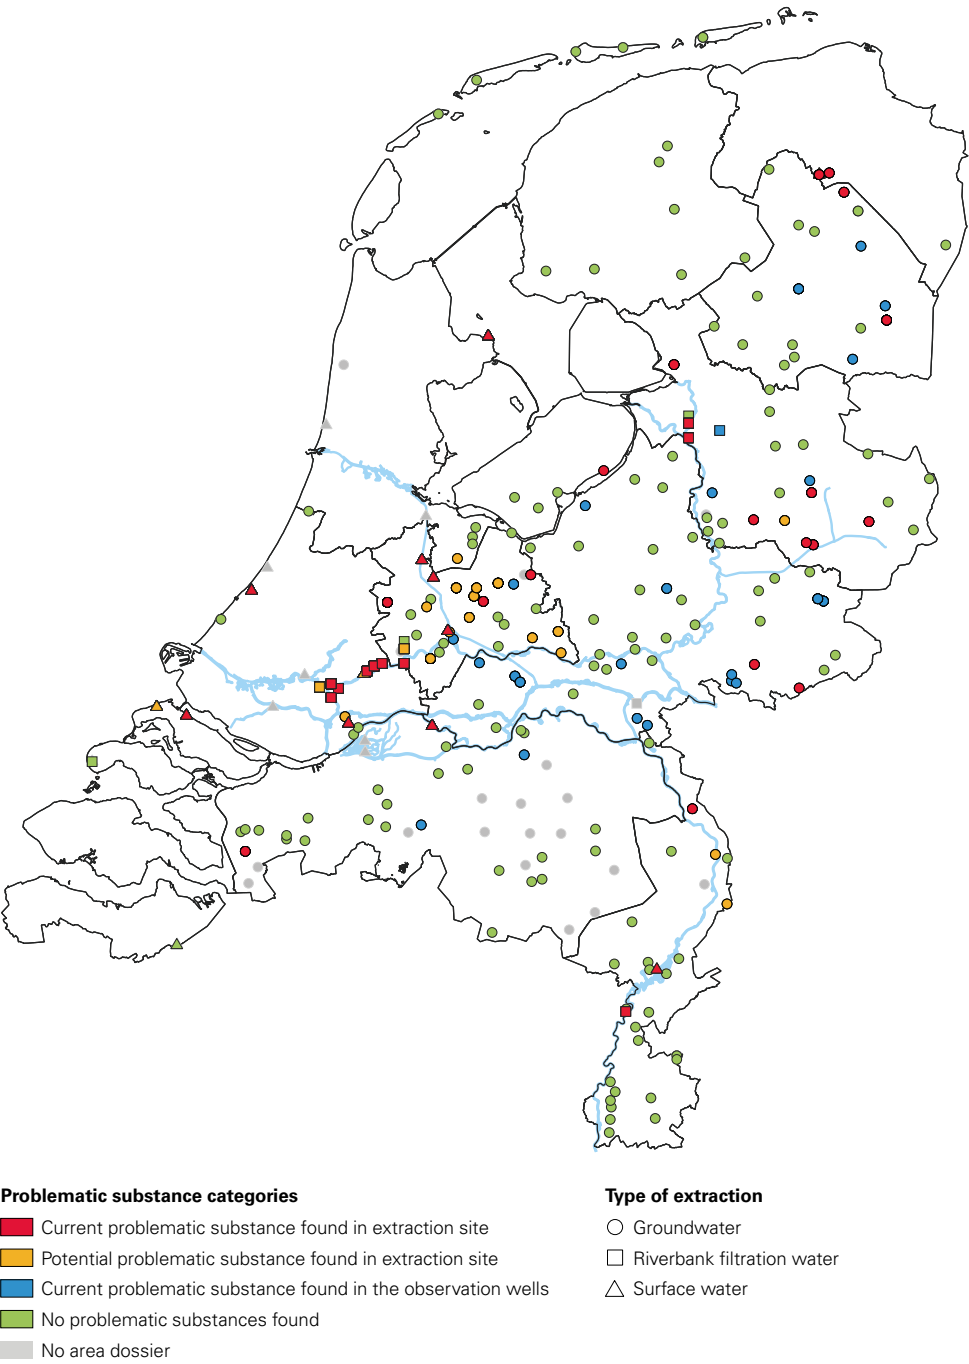 Problematic substance categories
Current problematic substance found in extraction site
Potential problematic substance found in extraction site
Current problematic substance found in the observation wells
No problematic substances found
No area dossier
Type of extraction
Groundwater
Riverbank filtration water
Surface water